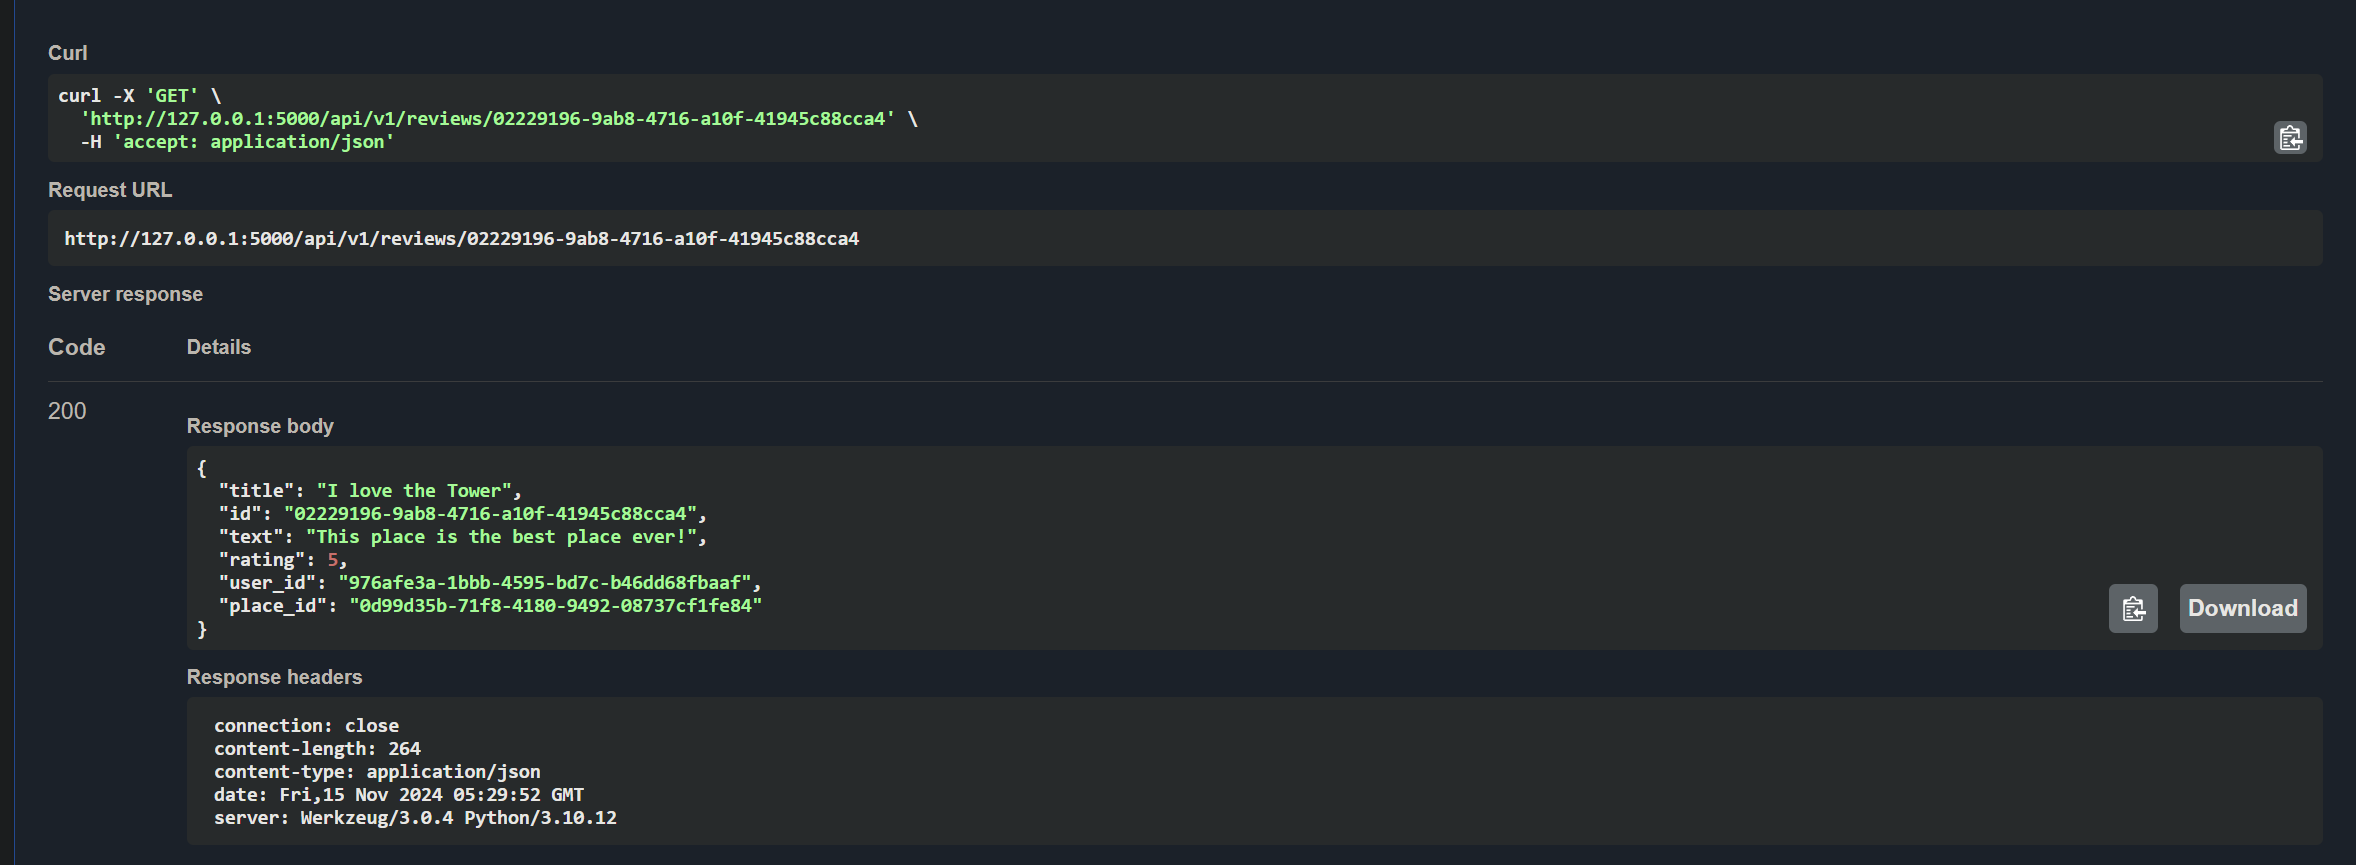 Curl
curl -X 'GET' \
'http://127.0.0.1:5000/api/v1/reviews/02229196-9ab8-4716-a10f-41945c88cca4' \
-H 'accept: application/json'
Request URL
http://127.0.0.1:5000/api/v1/reviews/02229196-9ab8-4716-a10f-41945c88cca4
Server response
Code Details
200
Response body
{
"title": "I love the Tower",
"id": "02229196-9ab8-4716-a10f-41945c88cca4",
"text": "This place is the best place ever!",
"rating": 5,
"user_id": "976afe3a-1bbb-4595-bd7c-b46dd68fbaaf",
"place_id": "0d99d35b-71f8-4180-9492-08737cf1fe84"
}
Download
Response headers
connection: close
content-length: 264
content-type: application/json
date: Fri,15 Nov 2024 05:29:52 GMT
server: Werkzeug/3.0.4 Python/3.10.12